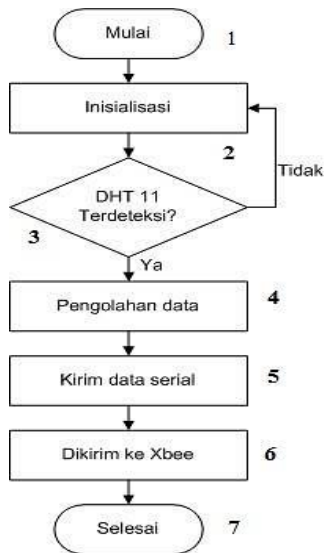 Mulai
1
Inisialisasi
2
Tidak
DHT 11
Terdeteksi?
3
Ya
Pengolahan data
4
Kirim data serial
5
Dikirim ke Xbee
6
Selesai
7